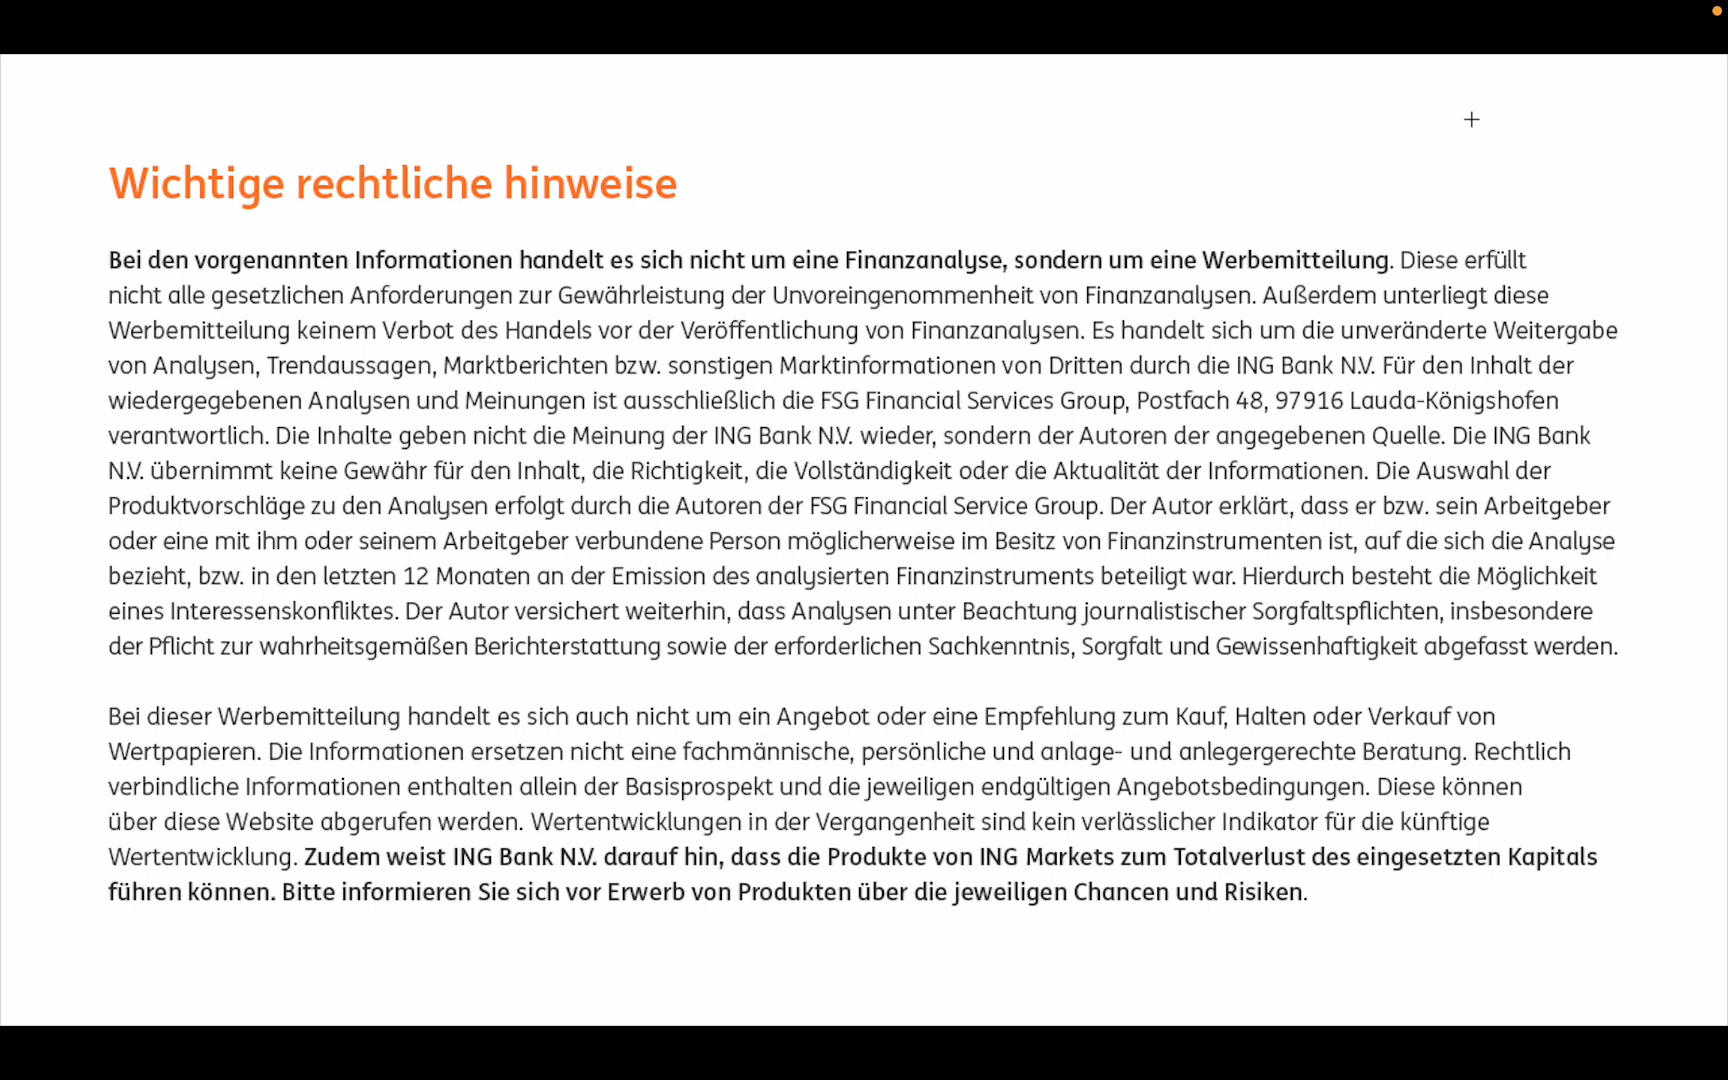 Wichtige rechtliche hinweise
Bei den vorgenannten Informationen handelt es sich nicht um eine Finanzanalyse, sondern um eine Werbemitteilung. Diese erfüllt
nicht alle gesetzlichen Anforderungen zur Gewährleistung der Unvoreingenommenheit von Finanzanalysen. Außerdem unterliegt diese
Werbemitteilung keinem Verbot des Handels vor der Veröffentlichung von Finanzanalysen. Es handelt sich um die unveränderte Weitergabe
von Analysen, Trendaussagen, Marktberichten bzw. sonstigen Marktinformationen von Dritten durch die ING Bank N.V. Für den Inhalt der
wiedergegebenen Analysen und Meinungen ist ausschließlich die FSG Financial Services Group, Postfach 48, 97916 Lauda-Königshofen
verantwortlich. Die Inhalte geben nicht die Meinung der ING Bank N.V. wieder, sondern der Autoren der angegebenen Quelle. Die ING Bank
N.V. übernimmt keine Gewähr für den Inhalt, die Richtigkeit, die Vollständigkeit oder die Aktualität der Informationen. Die Auswahl der
Produktvorschläge zu den Analysen erfolgt durch die Autoren der FSG Financial Service Group. Der Autor erklärt, dass er bzw. sein Arbeitgeber
oder eine mit ihm oder seinem Arbeitgeber verbundene Person möglicherweise im Besitz von Finanzinstrumenten ist, auf die sich die Analyse
bezieht, bzw. in den letzten 12 Monaten an der Emission des analysierten Finanzinstruments beteiligt war. Hierdurch besteht die Möglichkeit
eines Interessenskonfliktes. Der Autor versichert weiterhin, dass Analysen unter Beachtung journalistischer Sorgfaltspflichten, insbesondere
der Pflicht zur wahrheitsgemäßen Berichterstattung sowie der erforderlichen Sachkenntnis, Sorgfalt und Gewissenhaftigkeit abgefasst werden.
Bei dieser Werbemitteilung handelt es sich auch nicht um ein Angebot oder eine Empfehlung zum Kauf, Halten oder Verkauf von
Wertpapieren. Die Informationen ersetzen nicht eine fachmännische, persönliche und anlage- und anlegergerechte Beratung. Rechtlich
verbindliche Informationen enthalten allein der Basisprospekt und die jeweiligen endgültigen Angebotsbedingungen. Diese können
über diese Website abgerufen werden. Wertentwicklungen in der Vergangenheit sind kein verlässlicher Indikator für die künftige
Wertentwicklung. Zudem weist ING Bank N.V. darauf hin, dass die Produkte von ING Markets zum Totalverlust des eingesetzten Kapitals
führen können. Bitte informieren Sie sich vor Erwerb von Produkten über die jeweiligen Chancen und Risiken.